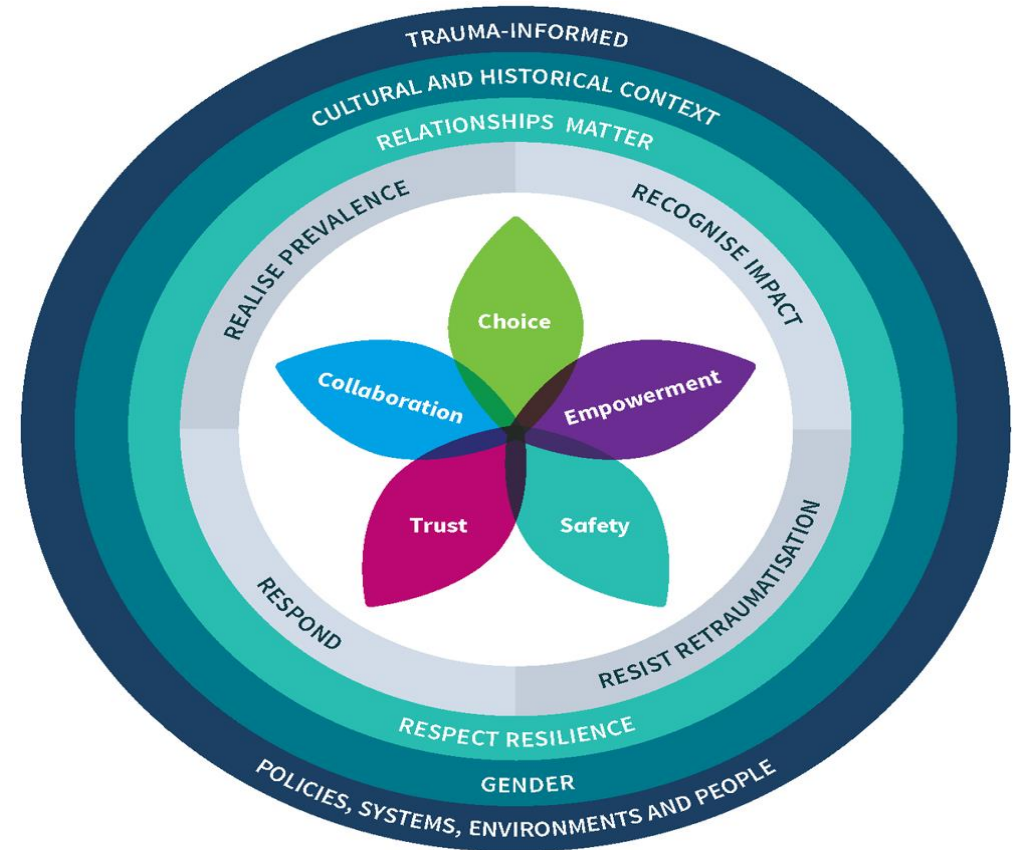 TRAUMA-INFORMED
CULTURAL AND HISTORICAL CONTEXT
RELATIONSHIPS MATTER
REALISE PREVALENCE
RECOGNISE IMPACT
Choice
Collaboration
Empowerment
Trust
Safety
RESPOND
RESIST RETRAUMATISATION
RESPECT RESILIENCE
GENDER
POLICIES, SYSTEMS, ENVIRONMENTS AND PEOPLE